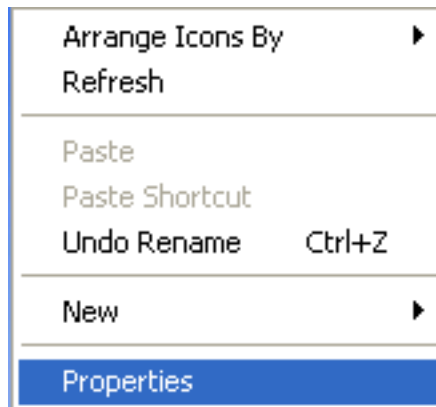 Arrange Icons By
Refresh
Paste
Paste Shortcut
Undo Rename Ctrl+Z
New
Properties